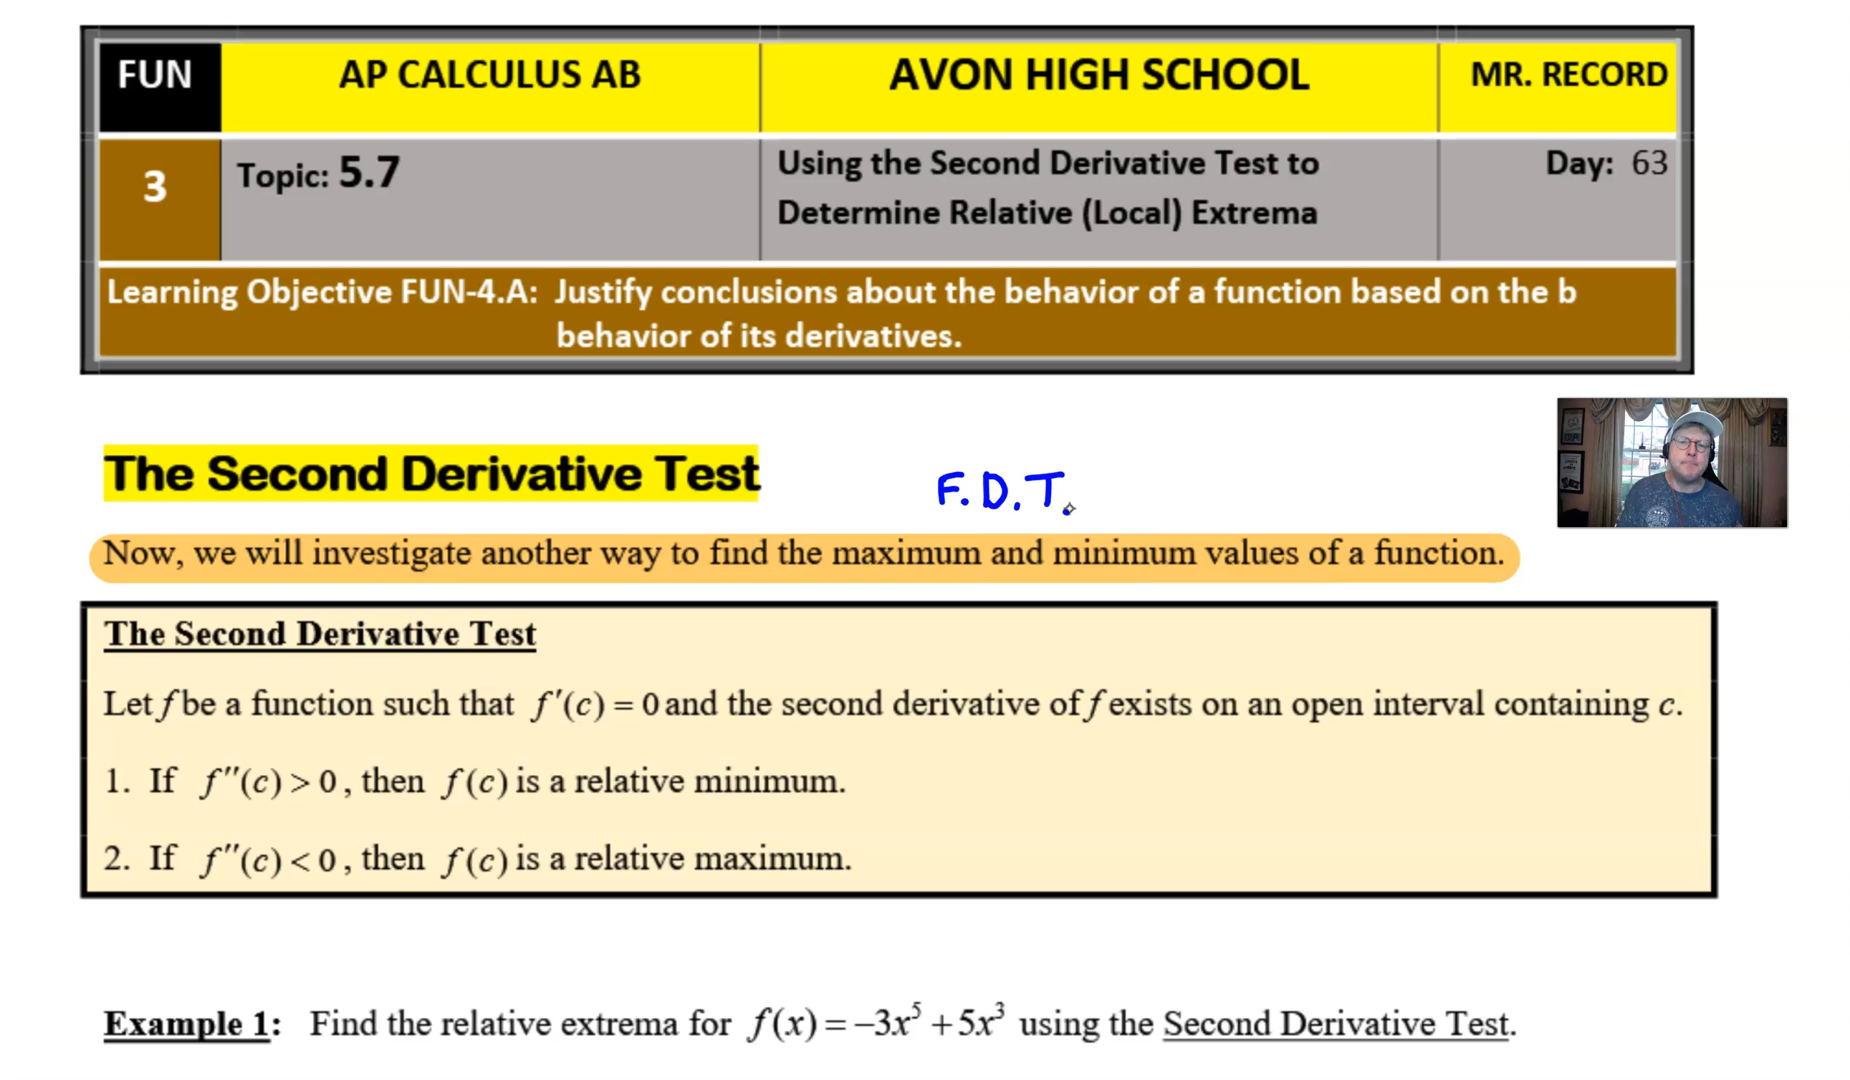 FUN AP CALCULUS AB AVON HIGH SCHOOL MR. RECORD
3 Topic: 5.7 Using the Second Derivative Test to Day: 63
Determine Relative (Local) Extrema
Learning Objective FUN-4.A: Justify conclusions about the behavior of a function based on the b
behavior of its derivatives.
The Second Derivative Test F.D.T.
Now, we will investigate another way to find the maximum and minimum values of a function.
The Second Derivative Test
Let f be a function such that f′(c) = 0 and the second derivative of f exists on an open interval containing c.
1. If f″(c) > 0, then f(c) is a relative minimum.
2. If f″(c) < 0, then f(c) is a relative maximum.
Example 1: Find the relative extrema for f(x) = −3x⁵ + 5x³ using the Second Derivative Test.